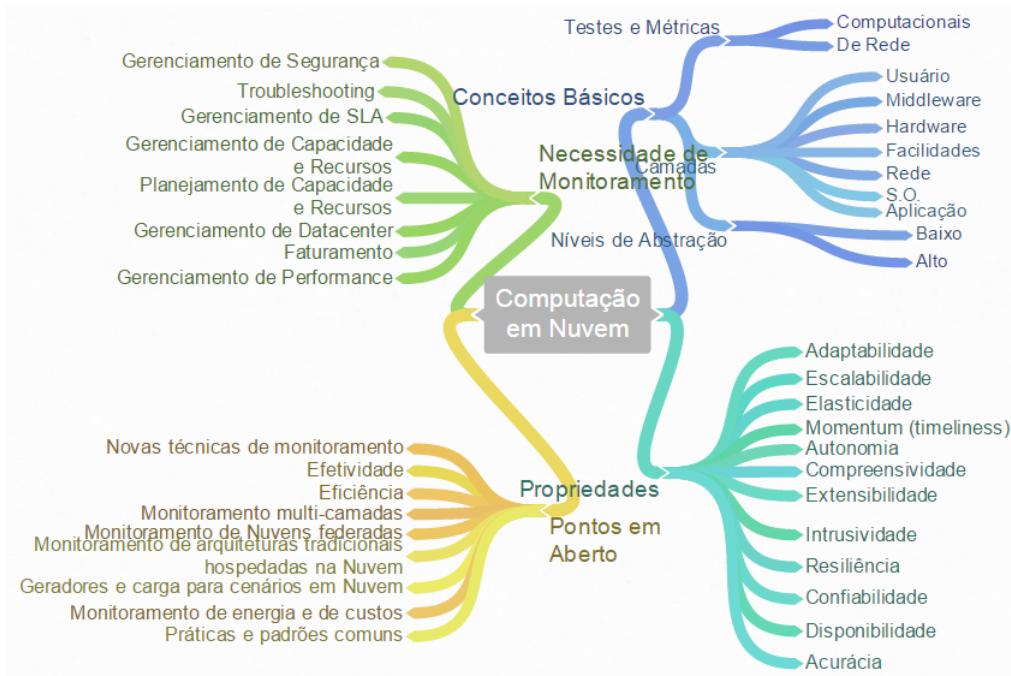 Computação
em Nuvem
Conceitos Básicos
Testes e Métricas
Computacionais
De Rede
Camadas
Usuário
Middleware
Hardware
Facilidades
Rede
S.O.
Aplicação
Níveis de Abstração
Baixo
Alto
Necessidade de
Monitoramento
Gerenciamento de Segurança
Troubleshooting
Gerenciamento de SLA
Gerenciamento de Capacidade
e Recursos
Planejamento de Capacidade
e Recursos
Gerenciamento de Datacenter
Faturamento
Gerenciamento de Performance
Propriedades
Adaptabilidade
Escalabilidade
Elasticidade
Momentum (timeliness)
Autonomia
Compreensividade
Extensibilidade
Intrusividade
Resiliência
Confiabilidade
Disponibilidade
Acurácia
Pontos em
Aberto
Novas técnicas de monitoramento
Efetividade
Eficiência
Monitoramento multi-camadas
Monitoramento de Nuvens federadas
Monitoramento de arquiteturas tradicionais
hospedadas na Nuvem
Geradores e carga para cenários em Nuvem
Monitoramento de energia e de custos
Práticas e padrões comuns